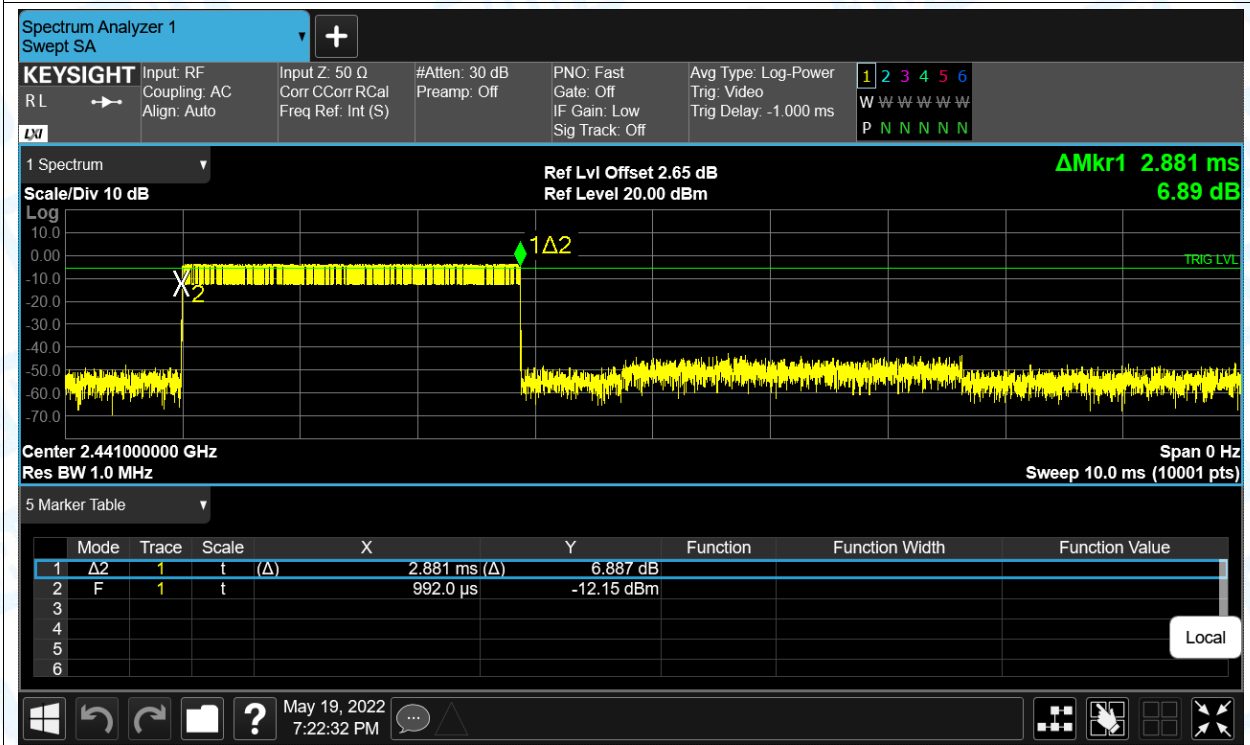 Spectrum Analyzer 1
Swept SA
KEYSIGHT
R L
LXI
Input: RF
Coupling: AC
Align: Auto
Input Z: 50 Ω
Corr CCorr RCal
Freq Ref: Int (S)
#Atten: 30 dB
Preamp: Off
PNO: Fast
Gate: Off
IF Gain: Low
Sig Track: Off
Avg Type: Log-Power
Trig: Video
Trig Delay: -1.000 ms
1 2 3 4 5 6
W W W W W W
P N N N N N
1 Spectrum
Scale/Div 10 dB
Ref Lvl Offset 2.65 dB
Ref Level 20.00 dBm
ΔMkr1 2.881 ms
6.89 dB
Log
10.0
0.00
-10.0
-20.0
-30.0
-40.0
-50.0
-60.0
-70.0
1Δ2
2
TRIG LVL
Center 2.441000000 GHz
Res BW 1.0 MHz
Span 0 Hz
Sweep 10.0 ms (10001 pts)
5 Marker Table
Mode Trace Scale X Y Function Function Width Function Value
1 Δ2 1 t (Δ) 2.881 ms (Δ) 6.887 dB
2 F 1 t 992.0 µs -12.15 dBm
3
4
5
6
Local
?
May 19, 2022
7:22:32 PM